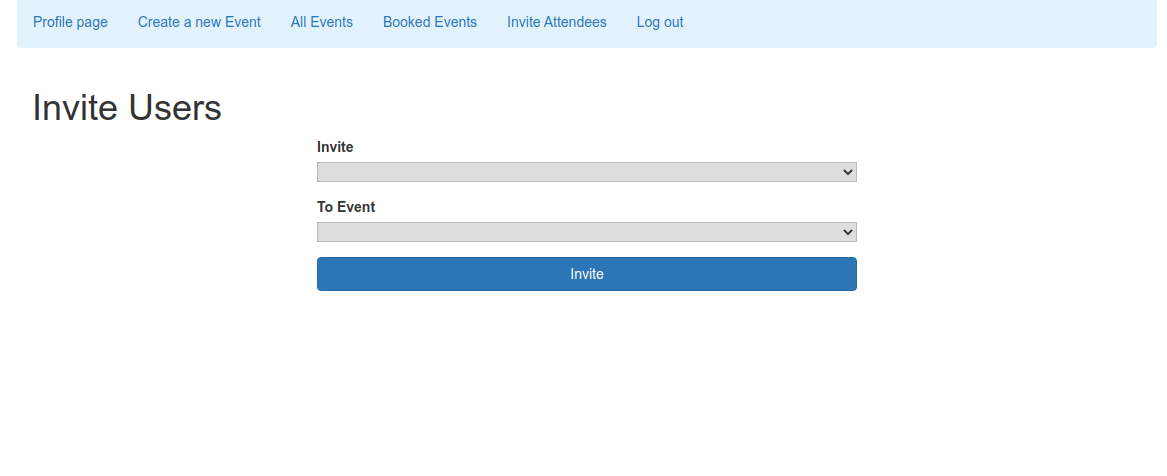 Profile page Create a new Event All Events Booked Events Invite Attendees Log out
Invite Users
Invite
To Event
Invite